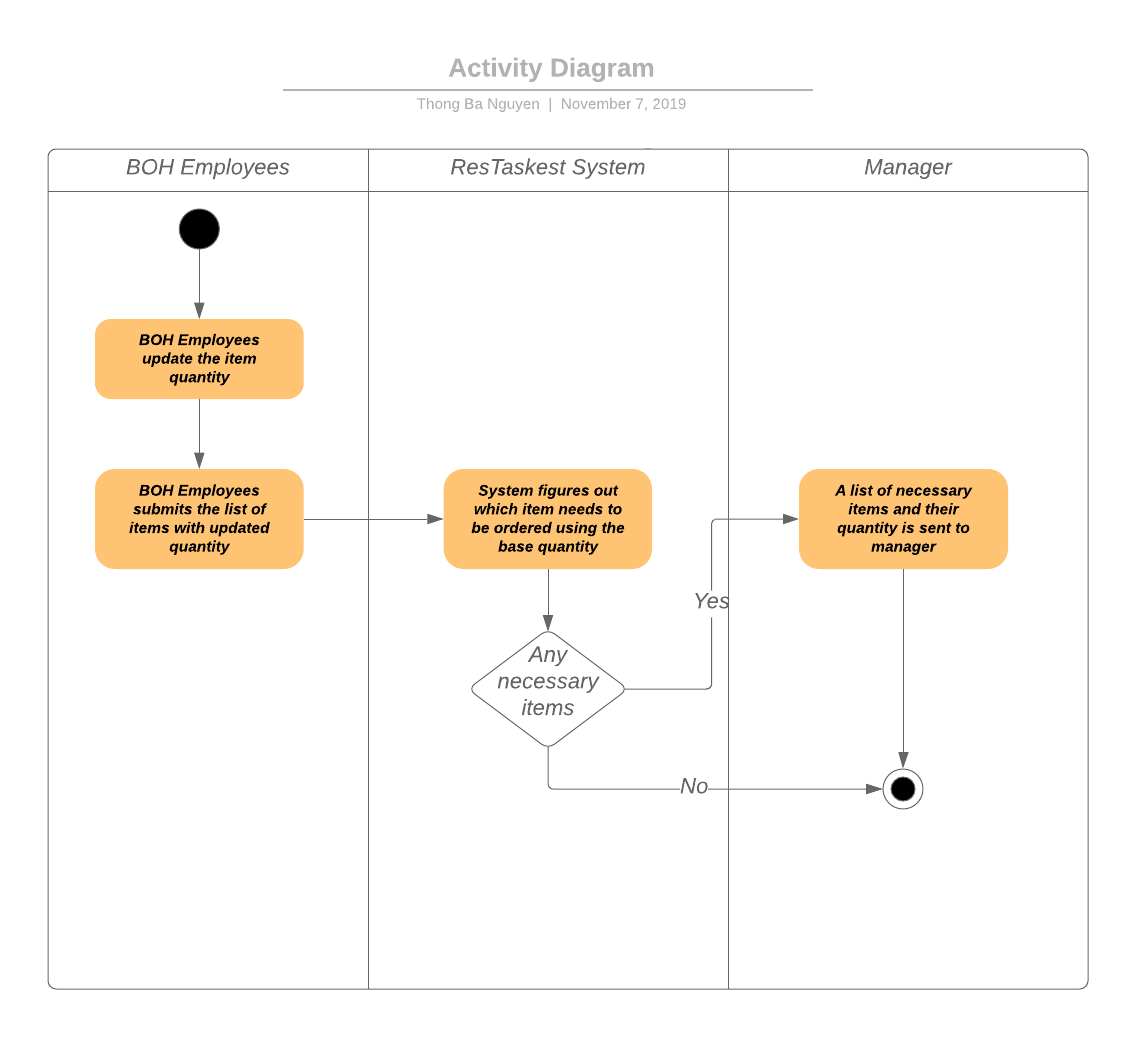 Activity Diagram
Thong Ba Nguyen | November 7, 2019
BOH Employees
ResTaskest System
Manager
BOH Employees
update the item
quantity
BOH Employees
submits the list of
items with updated
quantity
System figures out
which item needs to
be ordered using the
base quantity
A list of necessary
items and their
quantity is sent to
manager
Yes
Any
necessary
items
No